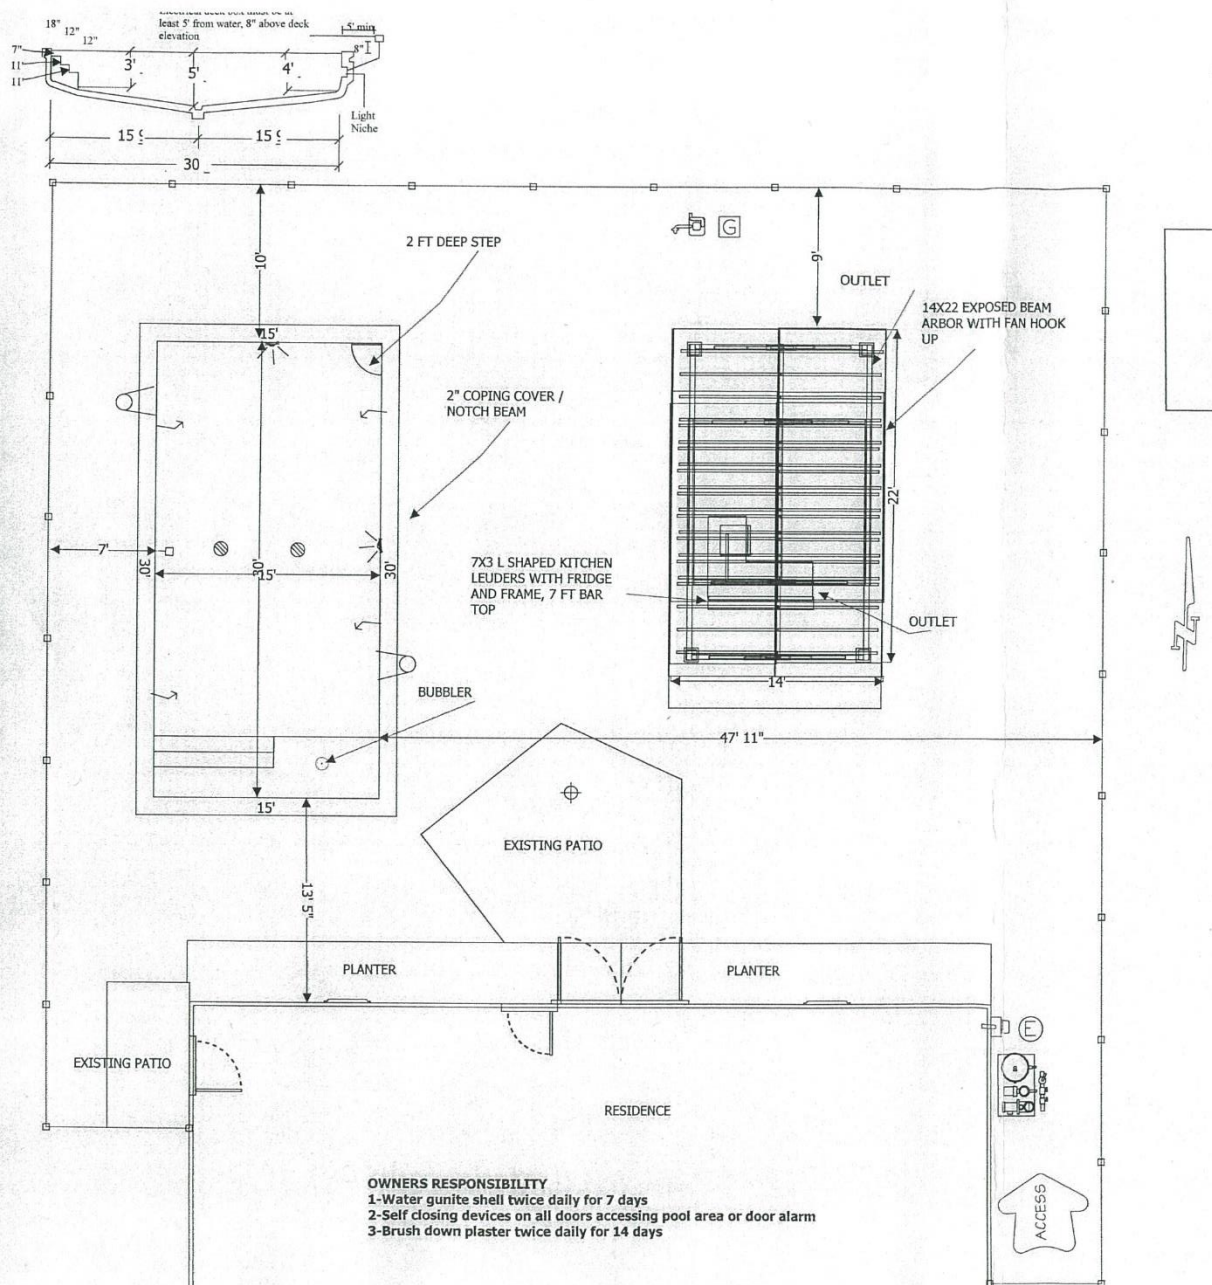 least 5' from water, 8" above deck
elevation
18"
12"
12"
7"
11'
11'
3'
5'
4'
5' min
8"
Light
Niche
15
15
30
10'
2 FT DEEP STEP
G
9'
OUTLET
14X22 EXPOSED BEAM
ARBOR WITH FAN HOOK
UP
15'
2" COPING COVER /
NOTCH BEAM
22'
7'
30'
30'
15'
30'
7X3 L SHAPED KITCHEN
LEUDERS WITH FRIDGE
AND FRAME, 7 FT BAR
TOP
OUTLET
N
14'
BUBBLER
47' 11"
15'
EXISTING PATIO
13' 5"
PLANTER
PLANTER
E
EXISTING PATIO
RESIDENCE
ACCESS
OWNERS RESPONSIBILITY
1-Water gunite shell twice daily for 7 days
2-Self closing devices on all doors accessing pool area or door alarm
3-Brush down plaster twice daily for 14 days